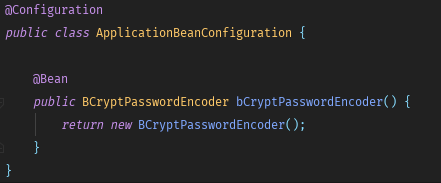 @Configuration
public class ApplicationBeanConfiguration {
@Bean
public BCryptPasswordEncoder bCryptPasswordEncoder() {
return new BCryptPasswordEncoder();
}
}